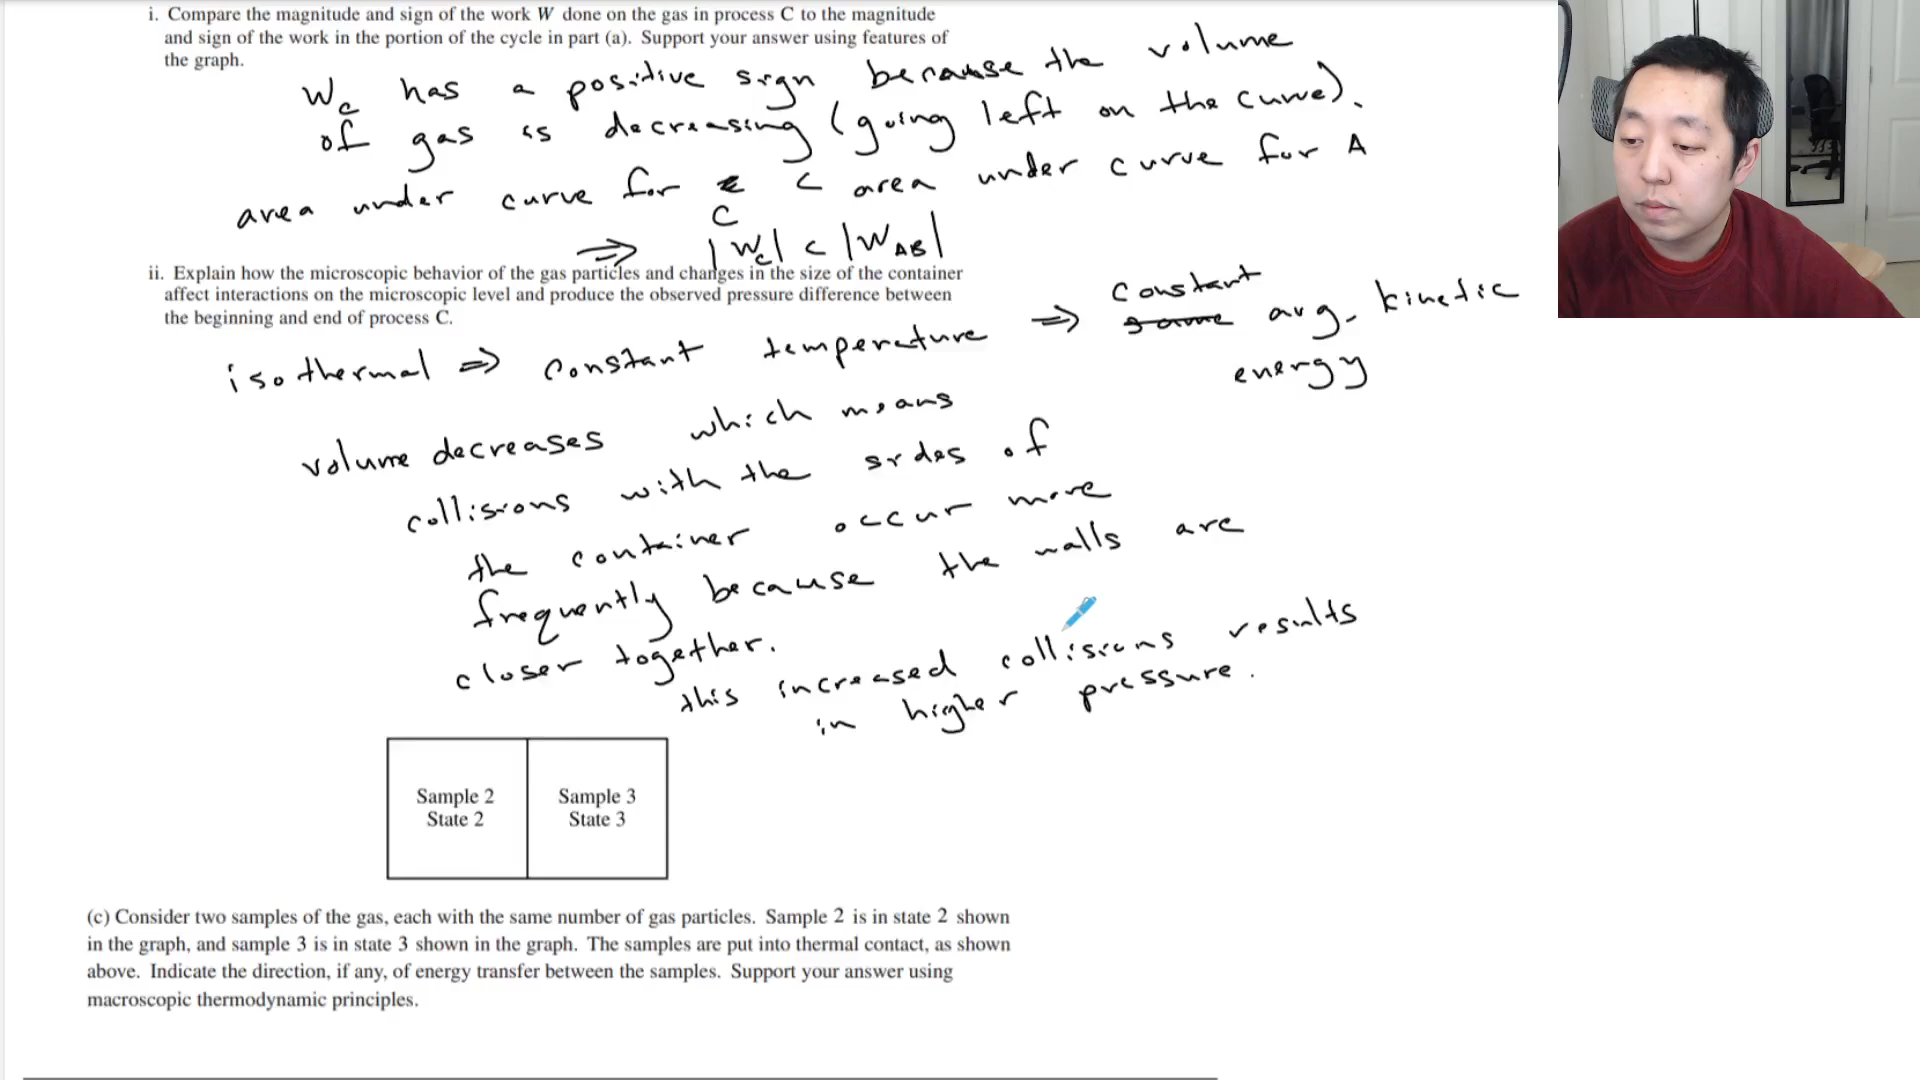 i. Compare the magnitude and sign of the work W done on the gas in process C to the magnitude
and sign of the work in the portion of the cycle in part (a). Support your answer using features of
the graph.
Wc has a positive sign because the volume
of gas is decreasing (going left on the curve).
area under curve for C < area under curve for A
⇒ |Wc| < |WAB|
ii. Explain how the microscopic behavior of the gas particles and changes in the size of the container
affect interactions on the microscopic level and produce the observed pressure difference between
the beginning and end of process C.
isothermal ⇒ constant temperature ⇒ constant avg. kinetic
energy
volume decreases which means
collisions with the sides of
the container occur more
frequently because the walls are
closer together.
this increased collisions results
in higher pressure.
Sample 2
State 2
Sample 3
State 3
(c) Consider two samples of the gas, each with the same number of gas particles. Sample 2 is in state 2 shown
in the graph, and sample 3 is in state 3 shown in the graph. The samples are put into thermal contact, as shown
above. Indicate the direction, if any, of energy transfer between the samples. Support your answer using
macroscopic thermodynamic principles.